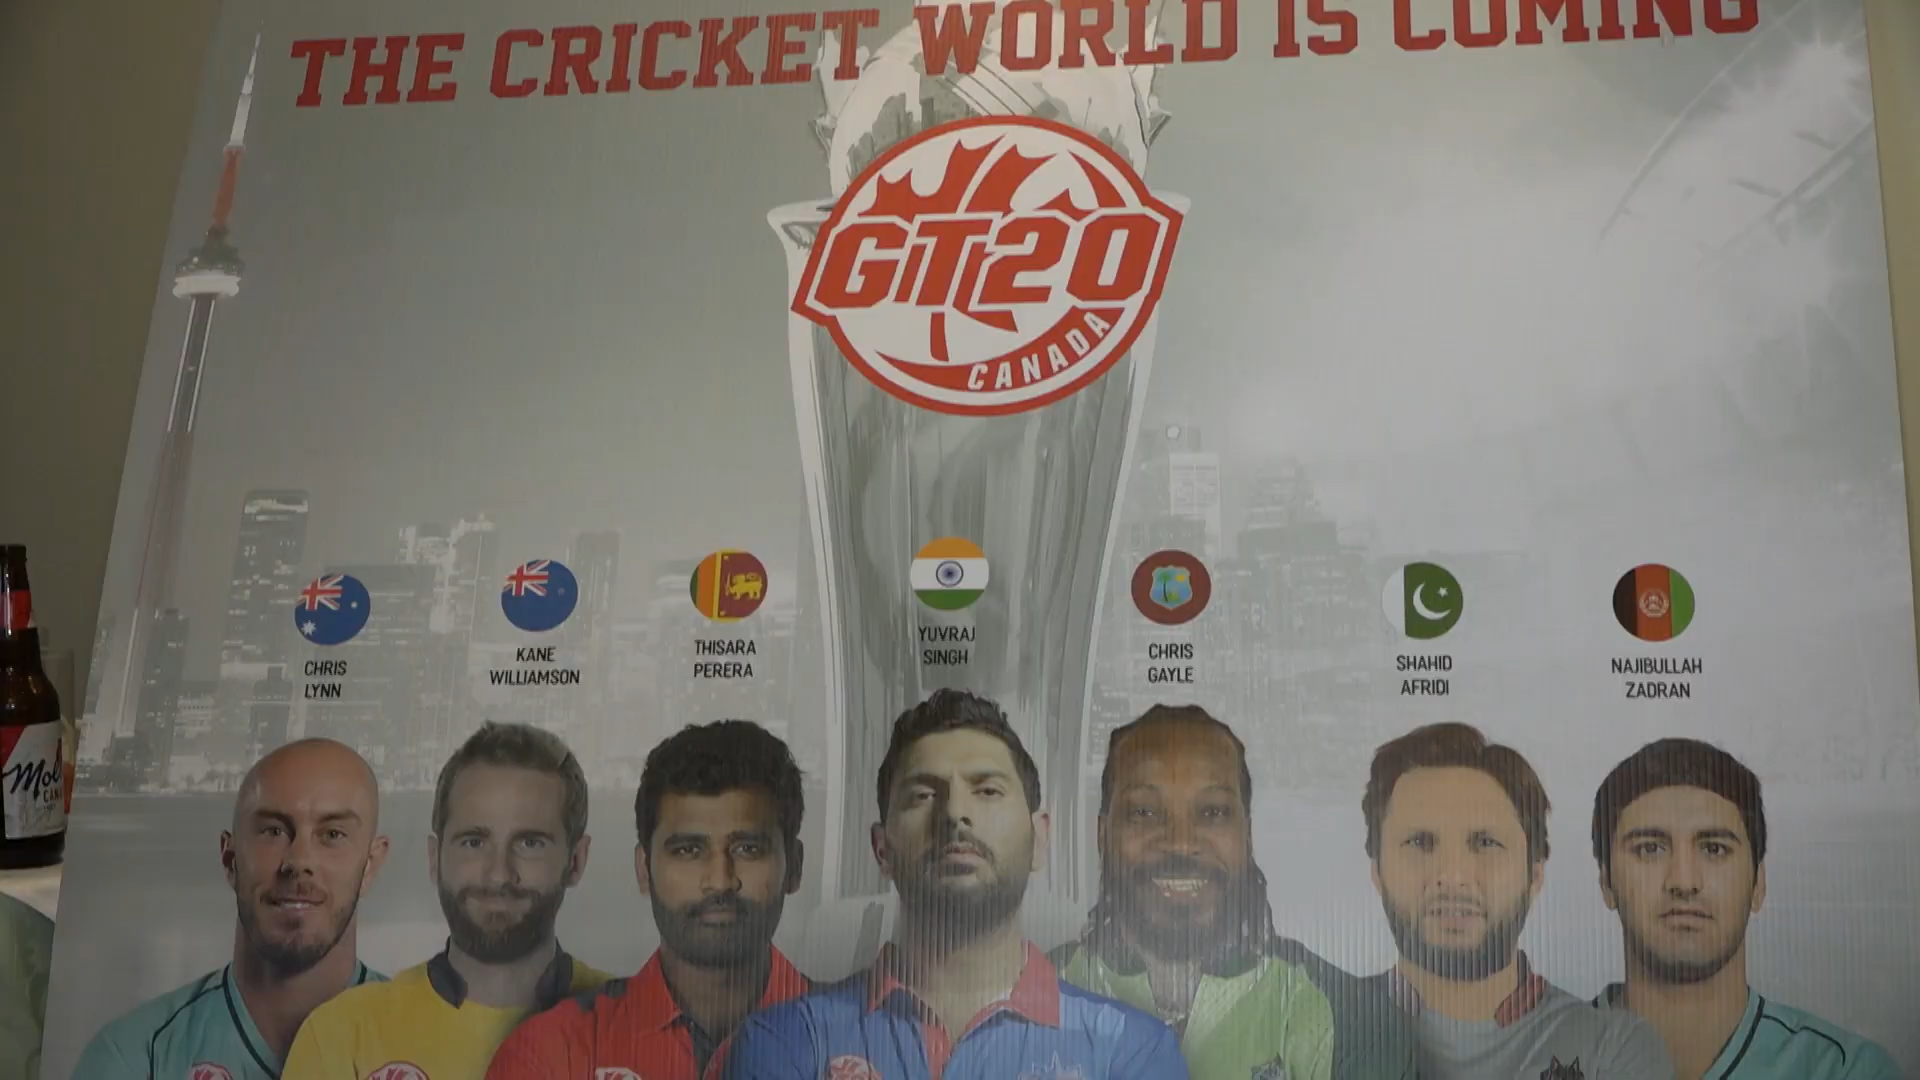 THE CRICKET WORLD IS COMING
GT20
CANADA
CHRIS
LYNN
KANE
WILLIAMSON
THISARA
PERERA
YUVRAJ
SINGH
CHRIS
GAYLE
SHAHID
AFRIDI
NAJIBULLAH
ZADRAN